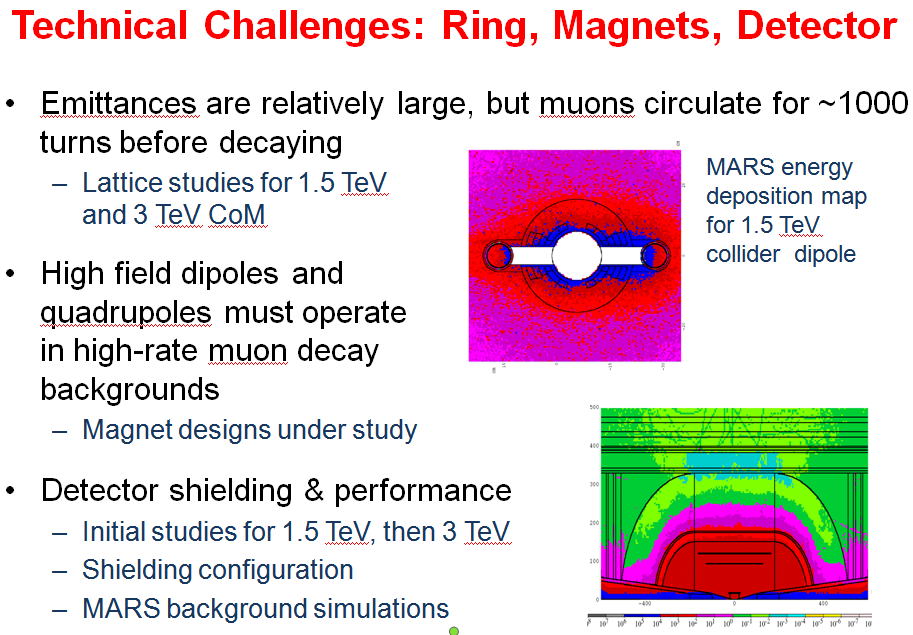 Technical Challenges: Ring, Magnets, Detector
• Emittances are relatively large, but muons circulate for ~1000
turns before decaying
– Lattice studies for 1.5 TeV
and 3 TeV CoM
MARS energy
deposition map
for 1.5 TeV
collider dipole
• High field dipoles and
quadrupoles must operate
in high-rate muon decay
backgrounds
– Magnet designs under study
• Detector shielding & performance
– Initial studies for 1.5 TeV, then 3 TeV
– Shielding configuration
– MARS background simulations
500
400
300
200
100
0
-400 0 400